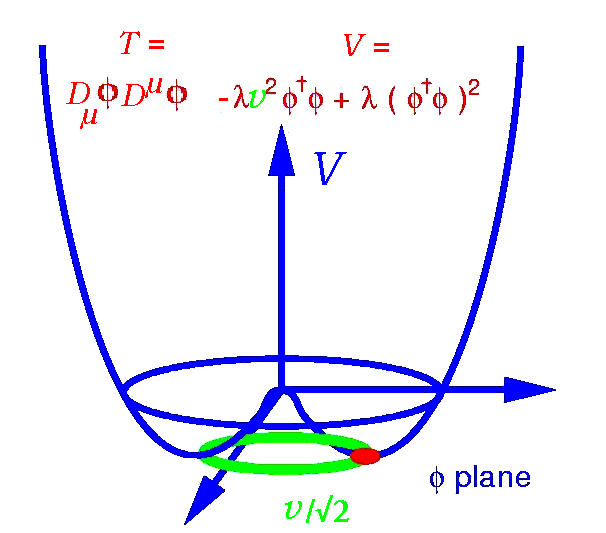 T = V =
DμϕDμϕ -λv²ϕ†ϕ + λ ( ϕ†ϕ )²
V
ϕ plane
v/√2